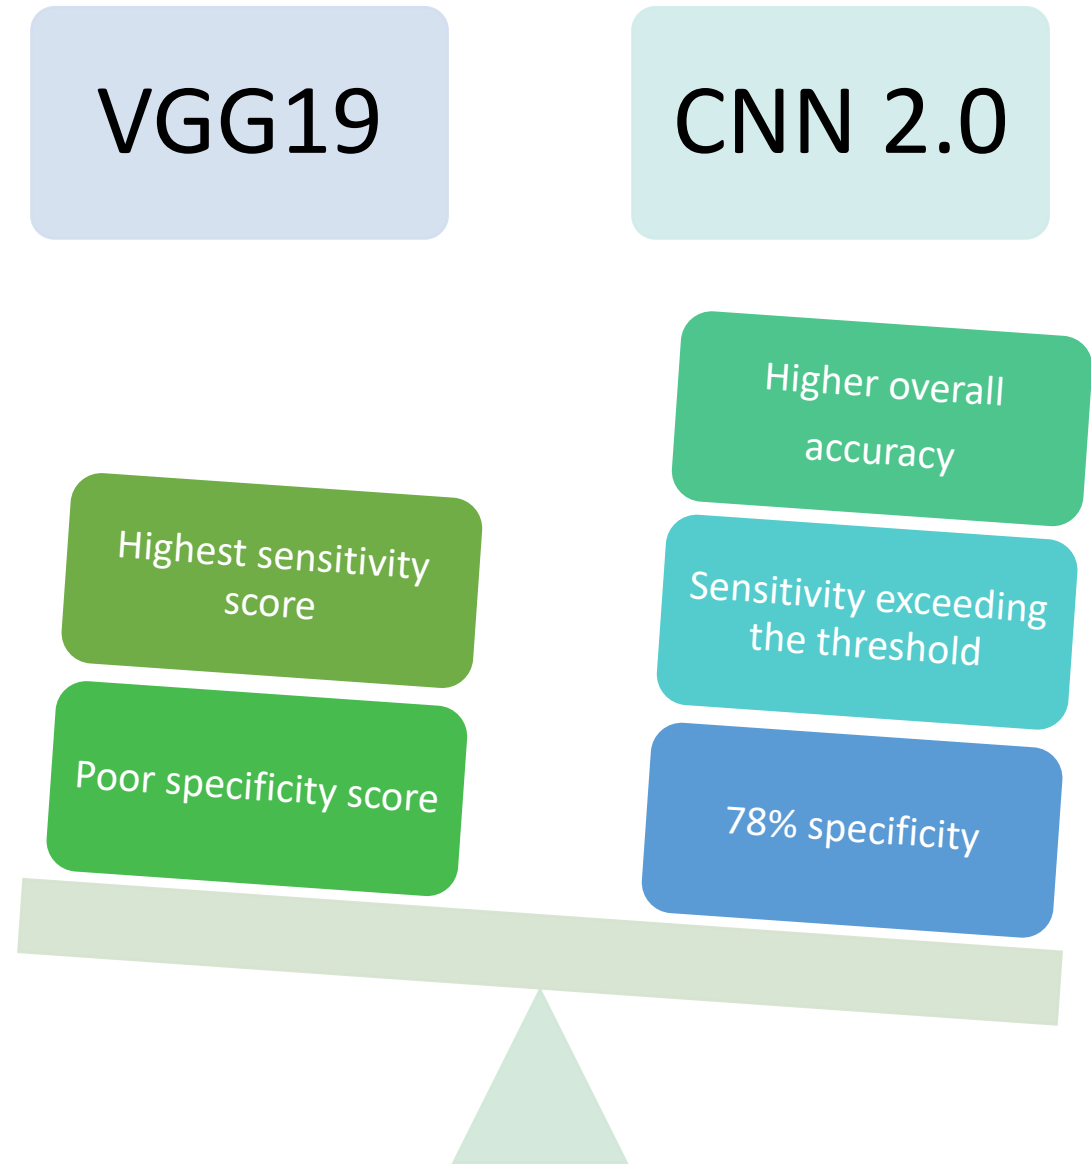 VGG19
CNN 2.0
Highest sensitivity
score
Poor specificity score
Higher overall
accuracy
Sensitivity exceeding
the threshold
78% specificity